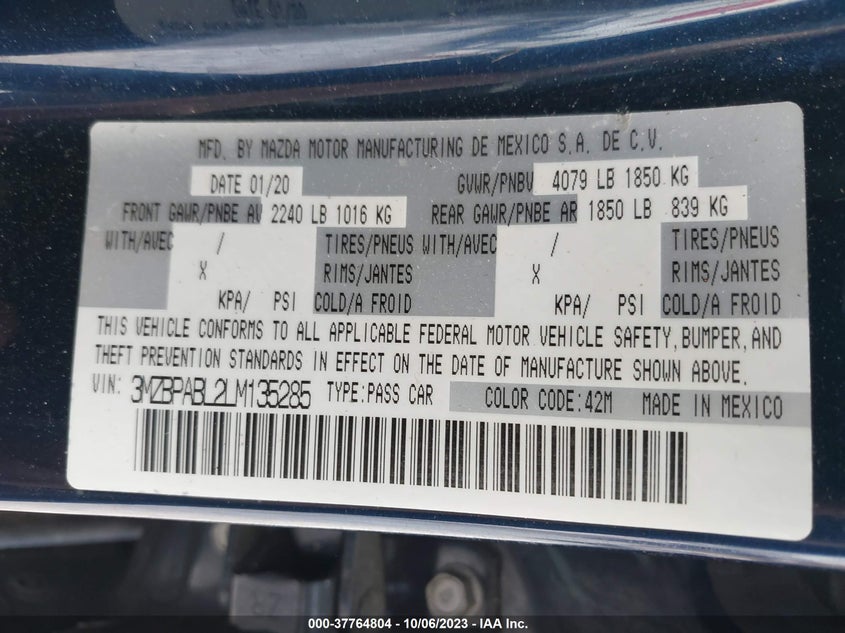 MFD. BY MAZDA MOTOR MANUFACTURING DE MEXICO S.A. DE C.V.
DATE 01/20 GVWR/PNBV 4079 LB 1850 KG
FRONT GAWR/PNBE AV 2240 LB 1016 KG REAR GAWR/PNBE AR 1850 LB 839 KG
WITH/AVEC / TIRES/PNEUS WITH/AVEC / TIRES/PNEUS
X RIMS/JANTES X RIMS/JANTES
KPA/ PSI COLD/A FROID KPA/ PSI COLD/A FROID
THIS VEHICLE CONFORMS TO ALL APPLICABLE FEDERAL MOTOR VEHICLE SAFETY, BUMPER, AND
THEFT PREVENTION STANDARDS IN EFFECT ON THE DATE OF MANUFACTURE SHOWN ABOVE.
VIN: 3MZBPABL2LM135285 TYPE:PASS CAR COLOR CODE:42M MADE IN MEXICO
000-37764804 - 10/06/2023 - IAA Inc.